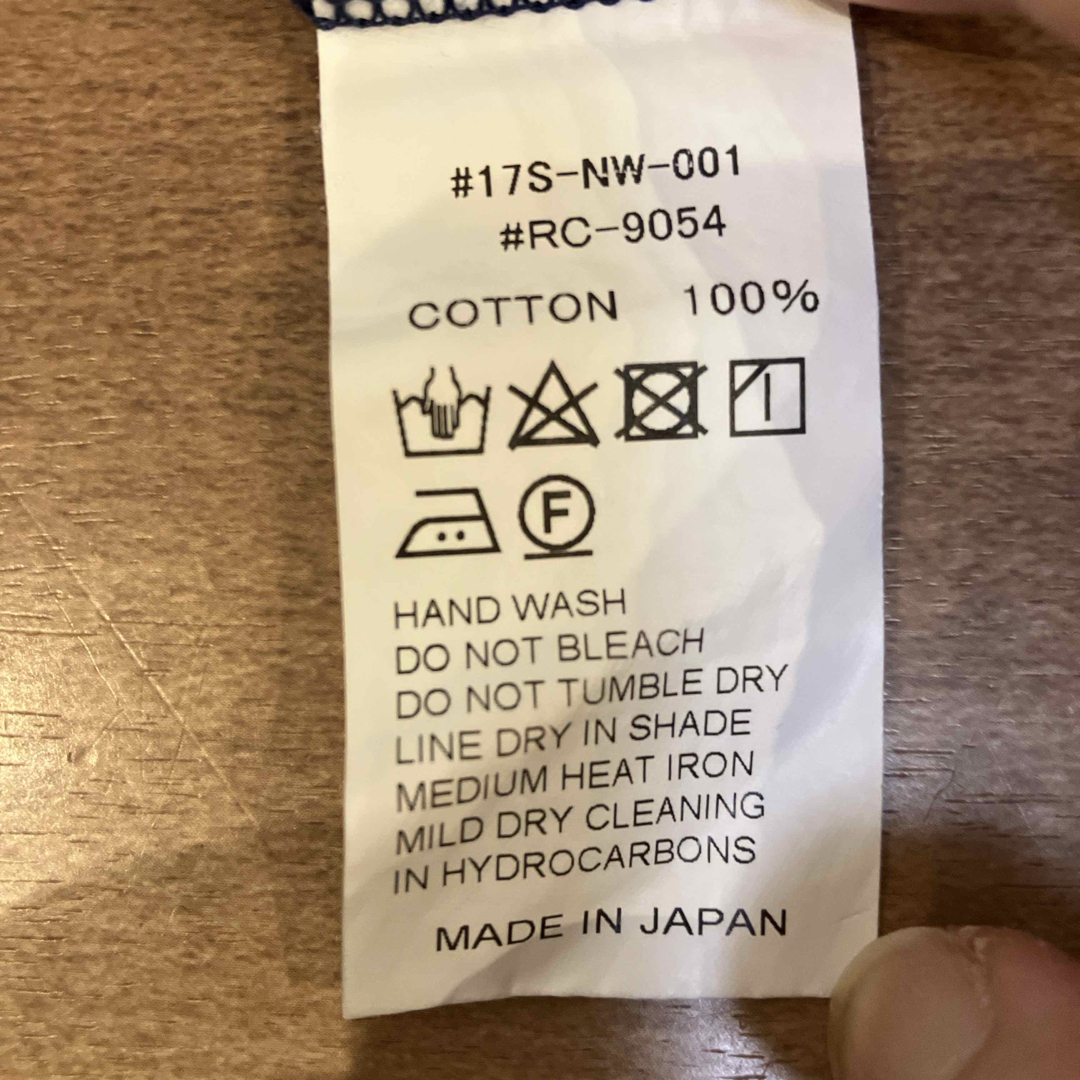 #17S-NW-001
#RC-9054
COTTON 100%
F
HAND WASH
DO NOT BLEACH
DO NOT TUMBLE DRY
LINE DRY IN SHADE
MEDIUM HEAT IRON
MILD DRY CLEANING
IN HYDROCARBONS
MADE IN JAPAN